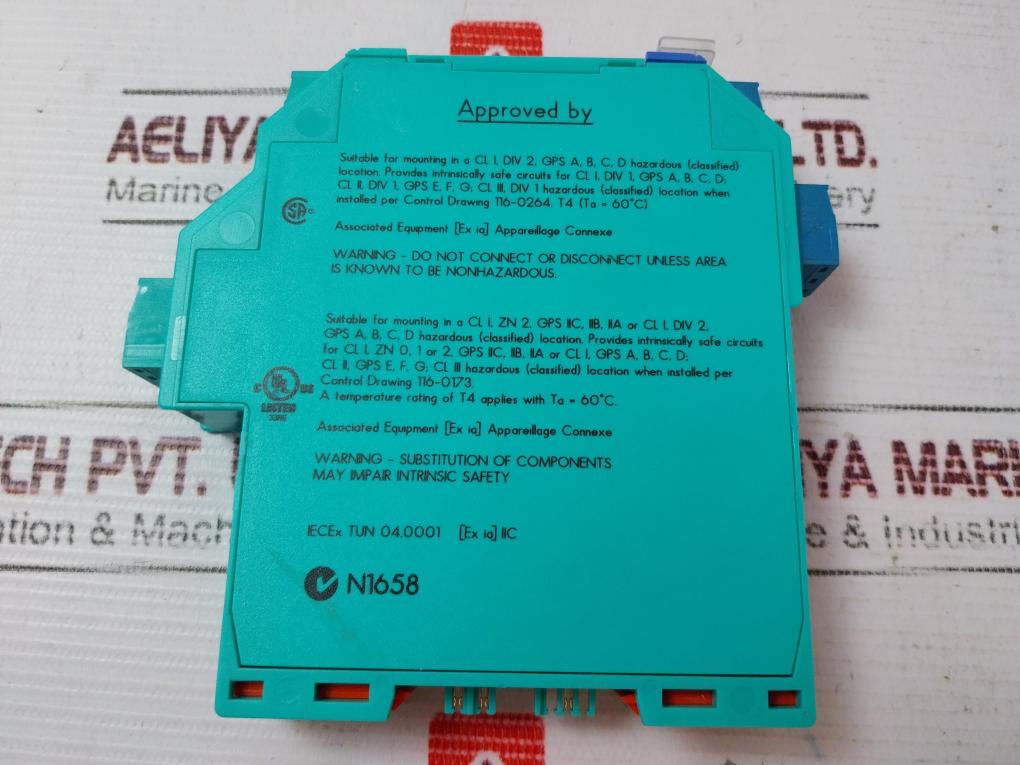 AELIYA LTD.
Marine ery
Approved by
Suitable for mounting in a CL I, DIV 2, GPS A, B, C, D hazardous (classified)
location. Provides intrinsically safe circuits for CL I, DIV 1, GPS A, B, C, D;
CL II, DIV 1, GPS E, F, G; CL III, DIV 1 hazardous (classified) location when
installed per Control Drawing 116-0264. T4 (Ta = 60°C)
SA
Associated Equipment [Ex ia] Appareillage Connexe
WARNING - DO NOT CONNECT OR DISCONNECT UNLESS AREA
IS KNOWN TO BE NONHAZARDOUS.
Suitable for mounting in a CL I, ZN 2, GPS IIC, IIB, IIA or CL I, DIV 2,
GPS A, B, C, D hazardous (classified) location. Provides intrinsically safe circuits
for CL I, ZN 0, 1 or 2, GPS IIC, IIB, IIA or CL I, GPS A, B, C, D;
CL II, GPS E, F, G; CL III hazardous (classified) location when installed per
Control Drawing 116-0173.
A temperature rating of T4 applies with Ta = 60°C.
C UL US
LISTED
Associated Equipment [Ex ia] Appareillage Connexe
WARNING - SUBSTITUTION OF COMPONENTS
MAY IMPAIR INTRINSIC SAFETY
CH PVT. YA MARI
ation & Mach e & Industri
IECEx TUN 04.0001 [Ex ia] IIC
N1658